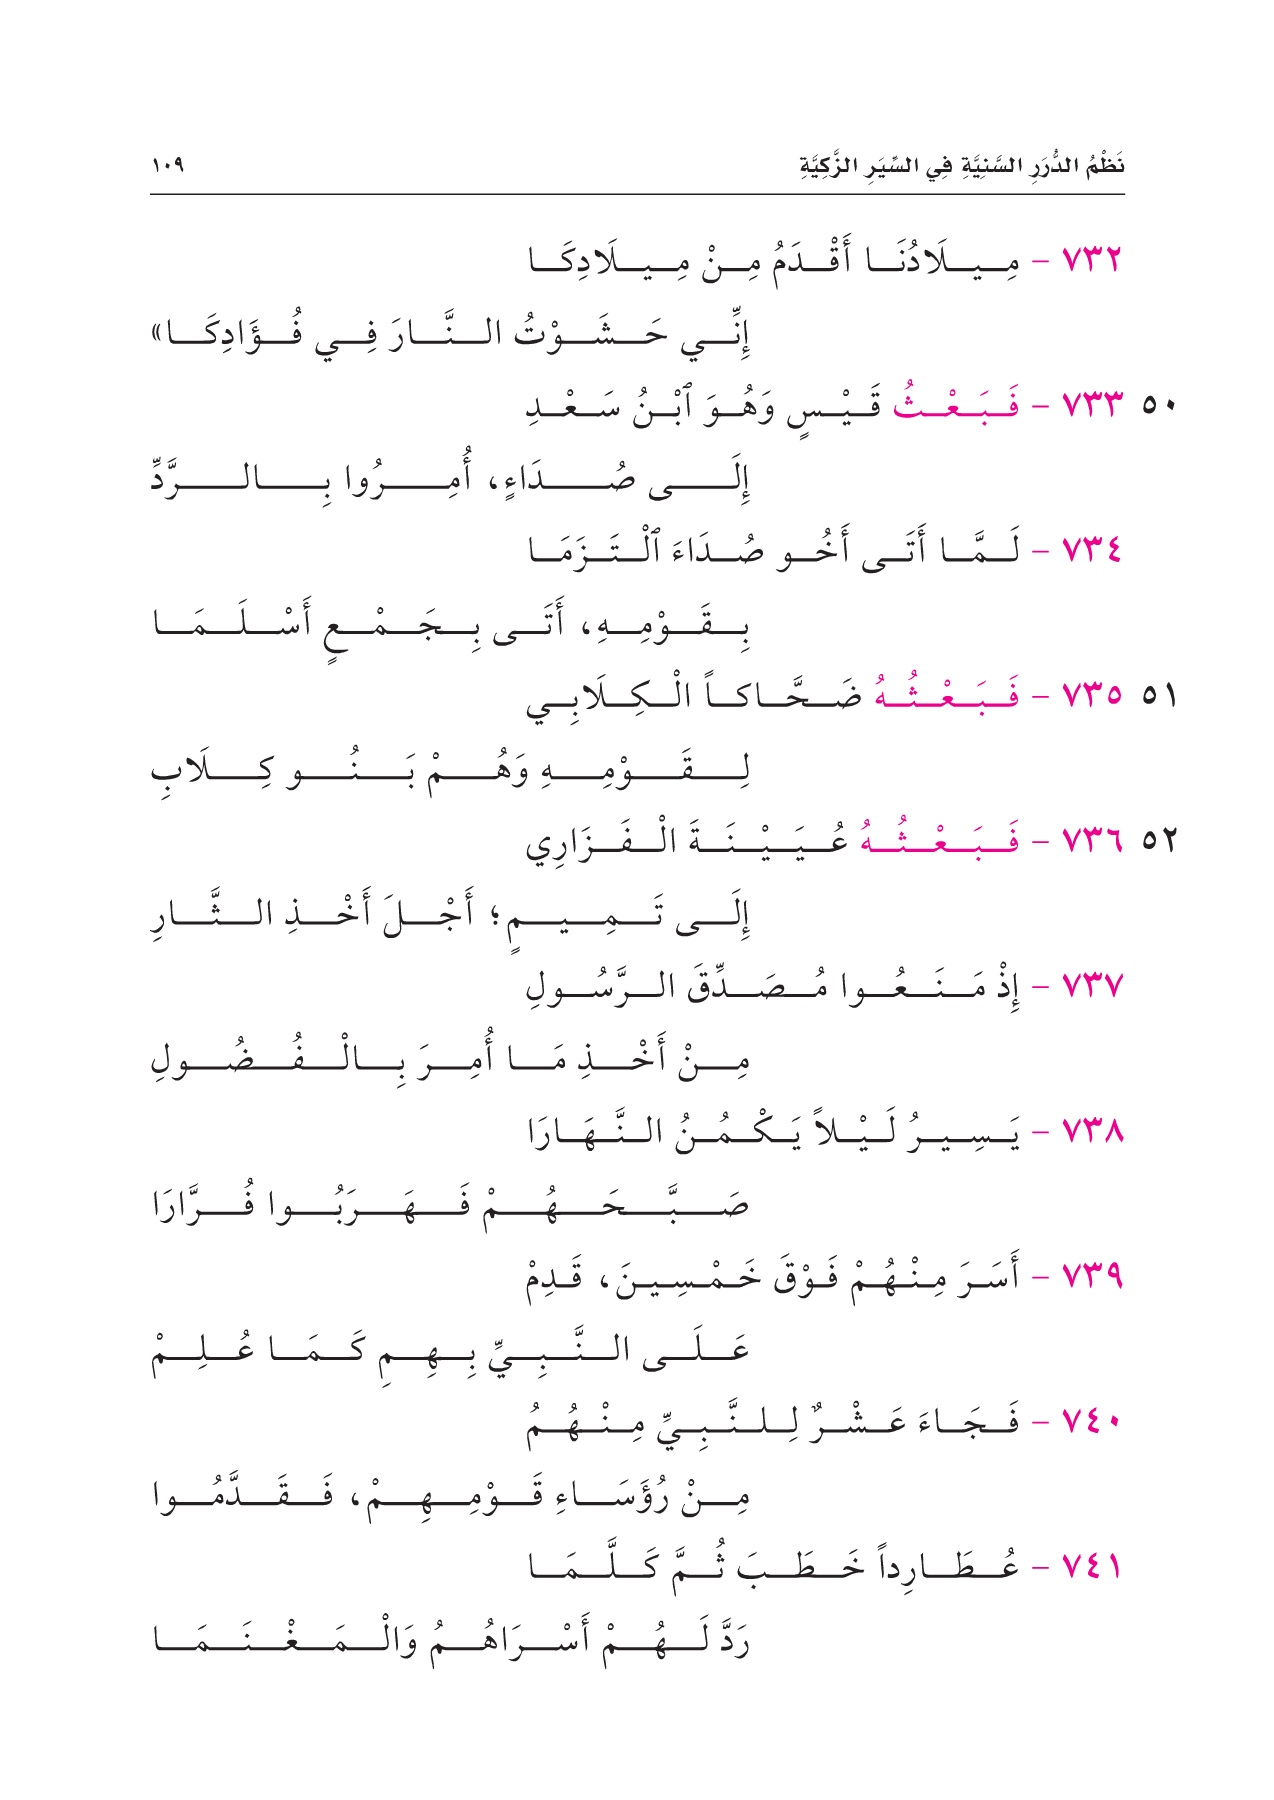 نَظْمُ الدُّرَرِ السَّنِيَّةِ فِي السِّيَرِ الزَّكِيَّةِ ١٠٩
٧٣٢ - مِيلَادُنَا أَقْدَمُ مِنْ مِيلَادِكَا
إِنِّي حَشَوْتُ النَّارَ فِي فُؤَادِكَا»
٥٠ ٧٣٣ - فَبَعْثُ قَيْسٍ وَهُوَ ٱبْنُ سَعْدِ
إِلَى صُدَاءٍ، أُمِرُوا بِالرَّدِّ
٧٣٤ - لَمَّا أَتَى أَخُو صُدَاءَ ٱلْتَزَمَا
بِقَوْمِهِ، أَتَى بِجَمْعٍ أَسْلَمَا
٥١ ٧٣٥ - فَبَعْثُهُ ضَحَّاكاً الْكِلَابِي
لِقَوْمِهِ وَهُمْ بَنُو كِلَابِ
٥٢ ٧٣٦ - فَبَعْثُهُ عُيَيْنَةَ الْفَزَارِي
إِلَى تَمِيمٍ؛ أَجْلَ أَخْذِ الثَّارِ
٧٣٧ - إِذْ مَنَعُوا مُصَدِّقَ الرَّسُولِ
مِنْ أَخْذِ مَا أُمِرَ بِالْفُضُولِ
٧٣٨ - يَسِيرُ لَيْلاً يَكْمُنُ النَّهَارَا
صَبَّحَهُمْ فَهَرَبُوا فُرَّارَا
٧٣٩ - أَسَرَ مِنْهُمْ فَوْقَ خَمْسِينَ، قَدِمْ
عَلَى النَّبِيِّ بِهِمِ كَمَا عُلِمْ
٧٤٠ - فَجَاءَ عَشْرٌ لِلنَّبِيِّ مِنْهُمُ
مِنْ رُؤَسَاءِ قَوْمِهِمْ، فَقَدَّمُوا
٧٤١ - عُطَارِداً خَطَبَ ثُمَّ كَلَّمَا
رَدَّ لَهُمْ أَسْرَاهُمُ وَالْمَغْنَمَا